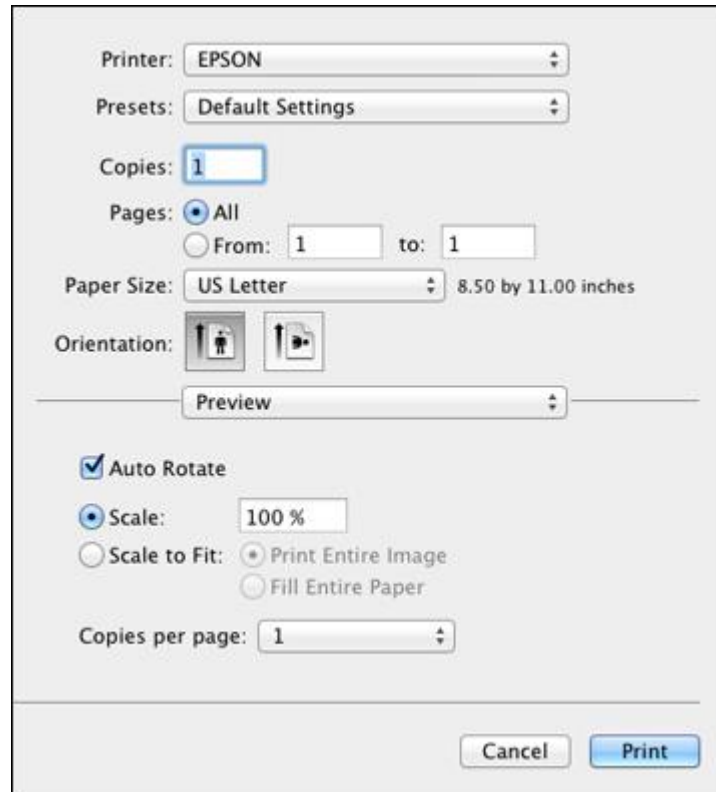 Printer: EPSON
Presets: Default Settings
Copies: 1
Pages: All
From: 1 to: 1
Paper Size: US Letter 8.50 by 11.00 inches
Orientation:
Preview
Auto Rotate
Scale: 100 %
Scale to Fit: Print Entire Image
Fill Entire Paper
Copies per page: 1
Cancel Print